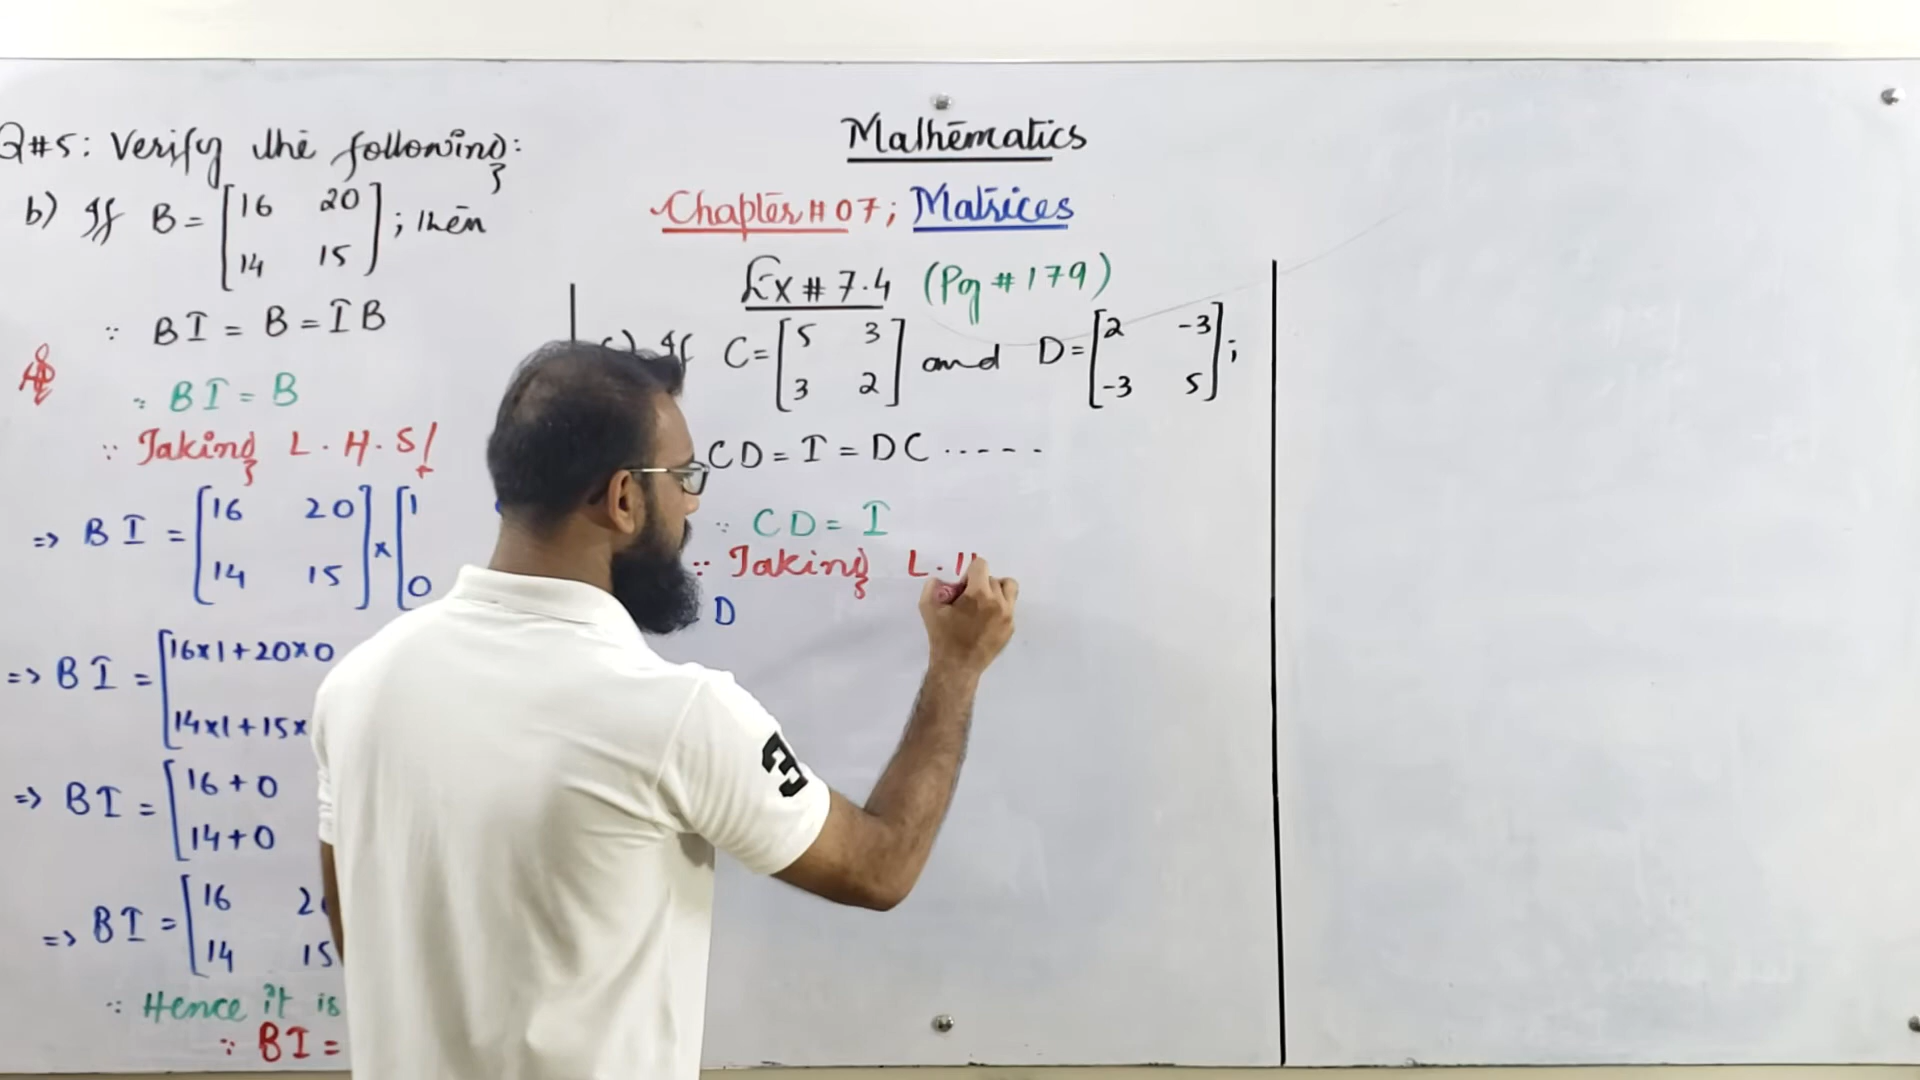 Mathematics
Chapter # 07; Matrices
Ex # 7.4 (Pg # 179)
Q#5: Verify the following:
b) If B = [16 20
14 15]; then
∵ BI = B = IB
∵ BI = B
∵ Taking L.H.S!
=> BI = [16 20
14 15] × [1
0
=> BI = [16×1+20×0
14×1+15×
=> BI = [16+0
14+0
=> BI = [16 2
14 15
∵ Hence it is
∵ BI =
c) If C = [5 3
3 2] and D = [2 -3
-3 5];
CD = I = DC .....
∵ CD = I
∵ Taking L.H
D
3